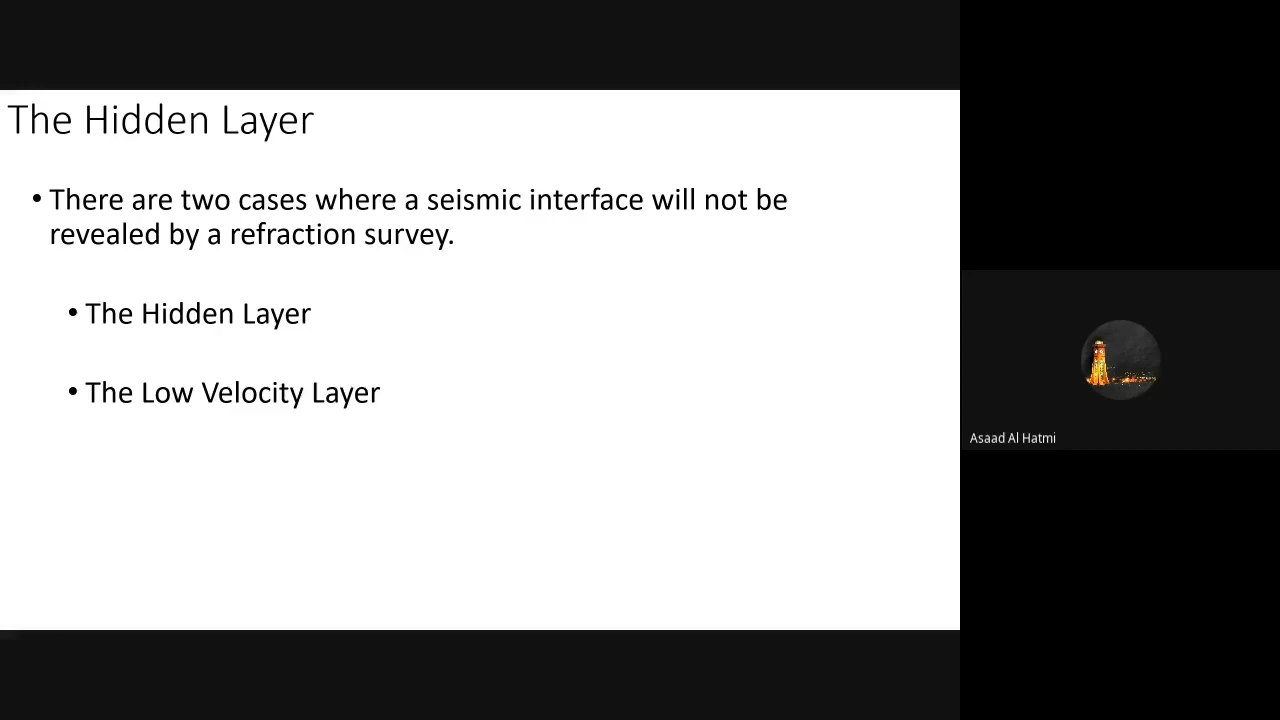 The Hidden Layer
• There are two cases where a seismic interface will not be
revealed by a refraction survey.
• The Hidden Layer
• The Low Velocity Layer
Asaad Al Hatmi